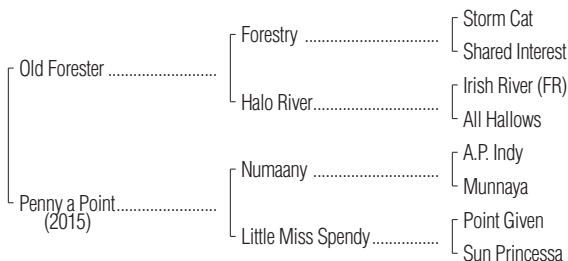 Storm Cat
Forestry ........................................
Shared Interest
Old Forester .................................
Irish River (FR)
Halo River......................................
All Hallows
A.P. Indy
Numaany ......................................
Munnaya
Penny a Point..............................
(2015)
Point Given
Little Miss Spendy....................
Sun Princessa